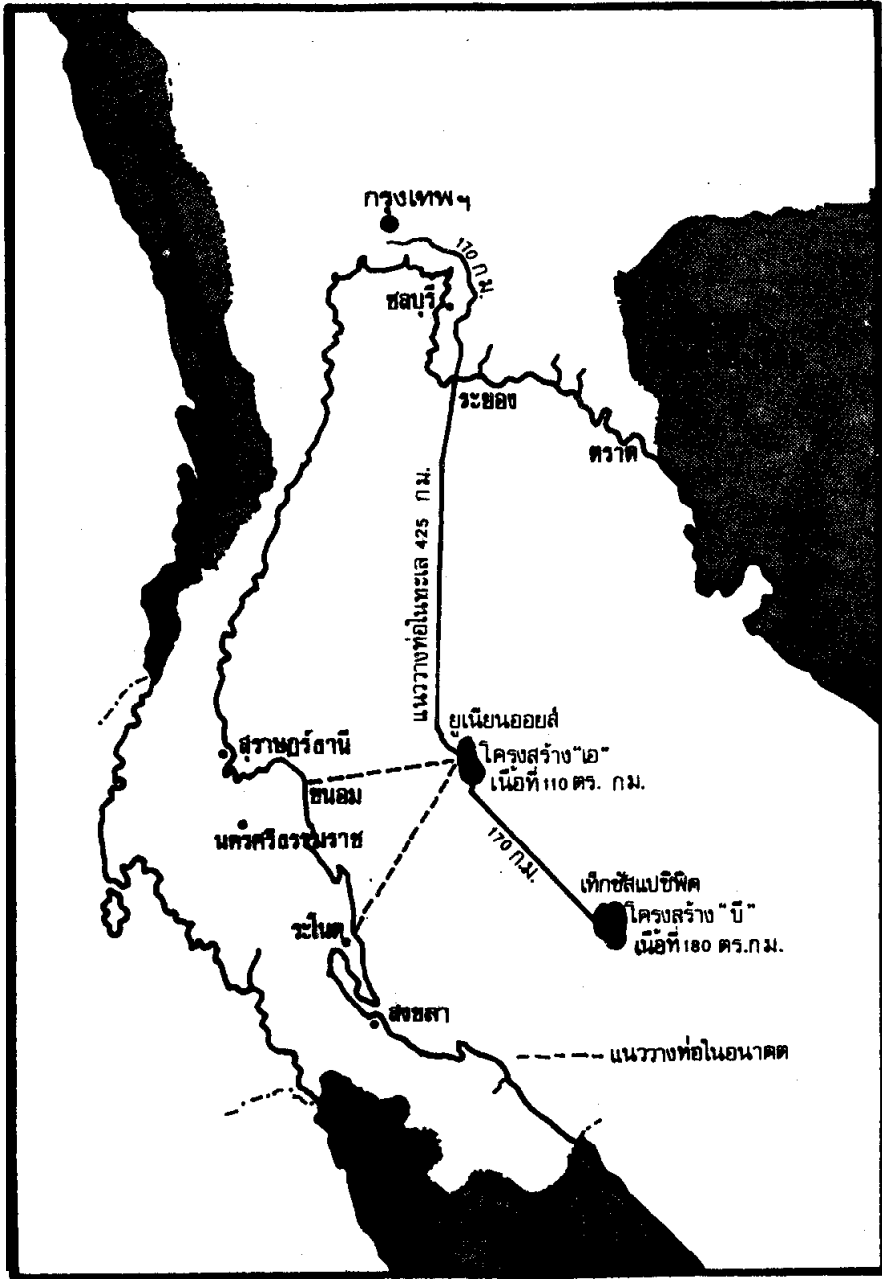 กรุงเทพฯ
170 ก.ม.
ชลบุรี
ระยอง
ตราด
แนววางท่อในทะเล 425 ก.ม.
ยูเนียนออยส์
โครงสร้าง "เอ"
เนื้อที่ 110 ตร. กม.
สุราษฎร์ธานี
ขนอม
นครศรีธรรมราช
170 ก.ม.
เท็กซัสแปซิฟิค
โครงสร้าง "บี"
เนื้อที่ 180 ตร.กม.
ระโนต
สงขลา
แนววางท่อในอนาคต